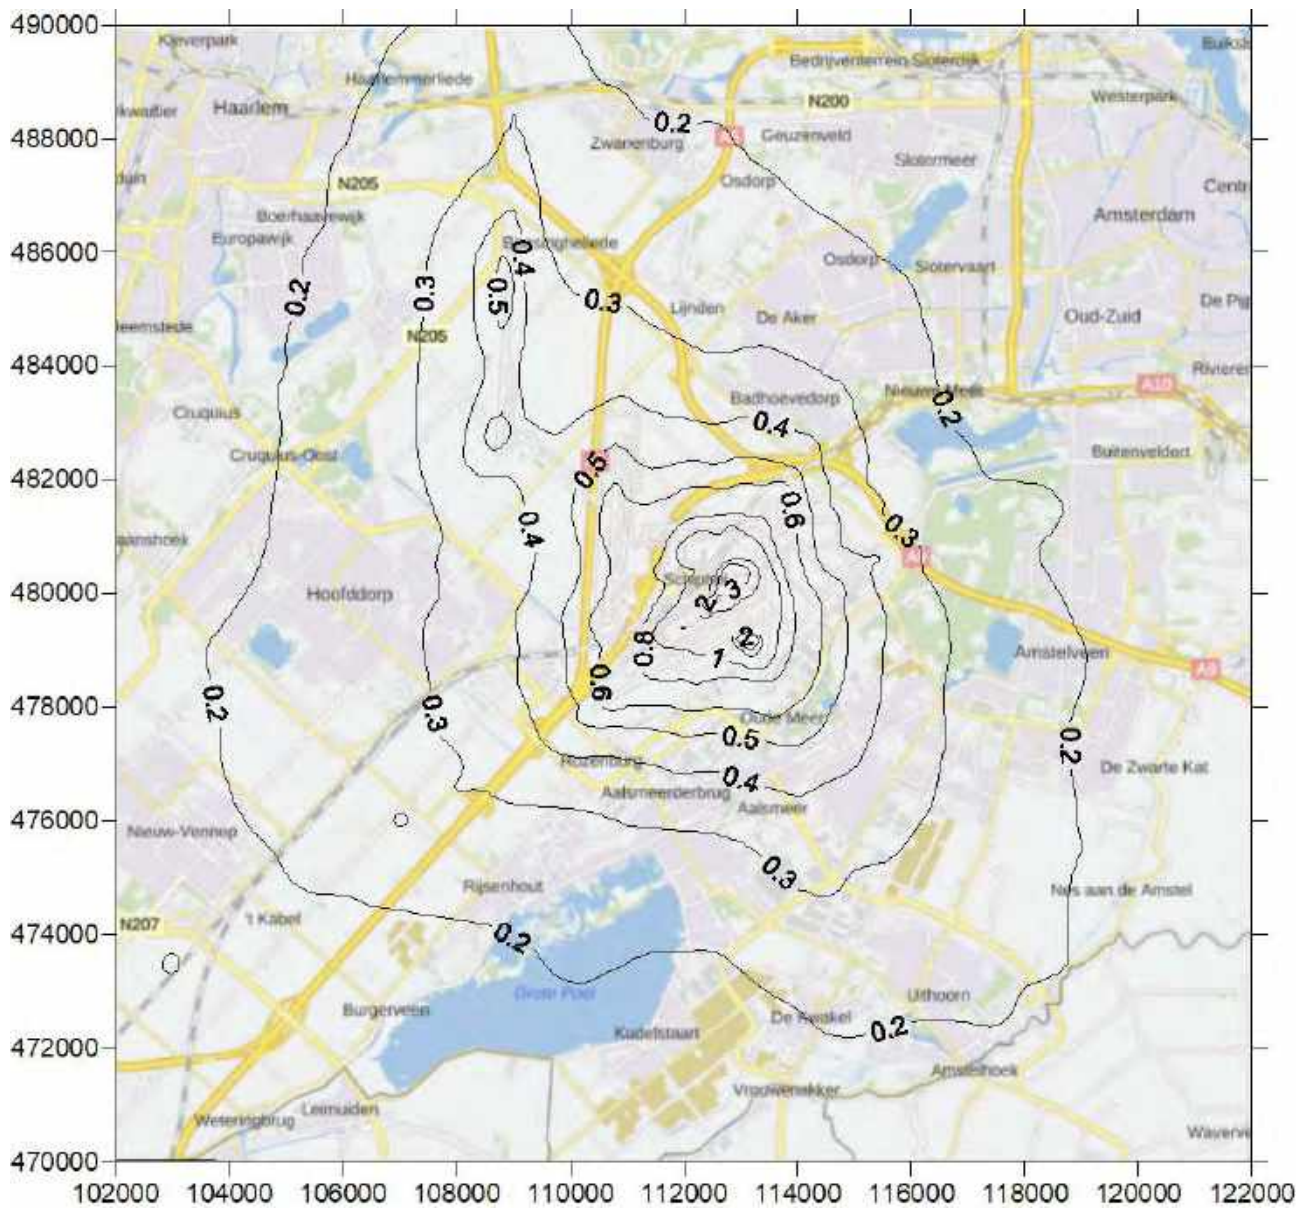 490000
Kleverpark
Bedrijventerrein Sloterdijk
Haarlemmerliede
Westerpark
Haarlem
N200
488000
0.2
Zwanenburg
Geuzenveld
Slotermeer
N205
Osdorp
Boerhaavewijk
Amsterdam
Europawijk
486000
0.4
Osdorp
Slotervaart
0.2
0.3
0.5
0.3
Lijnden
De Aker
Oud-Zuid
N205
484000
Badhoevedorp
A10
Cruquius
0.4
0.2
Cruquius-Oost
Buitenveldert
482000
0.5
0.6
0.4
0.3
Schiphol
480000
Hoofddorp
3
2
2
0.8
1
Amstelveen
A9
0.6
478000
0.2
0.3
Oude Meer
0.5
0.2
Rozenburg
De Zwarte Kat
0.4
Aalsmeerderbrug
Aalsmeer
476000
Nieuw-Vennep
0.3
Rijsenhout
Nes aan de Amstel
N207
't Kabel
474000
0.2
Grote Poel
Uithoorn
Burgerveen
De Kwakel
0.2
Kudelstaart
472000
Amstelhoek
Vrouwenakker
Leimuiden
Weteringbrug
470000
102000 104000 106000 108000 110000 112000 114000 116000 118000 120000 122000